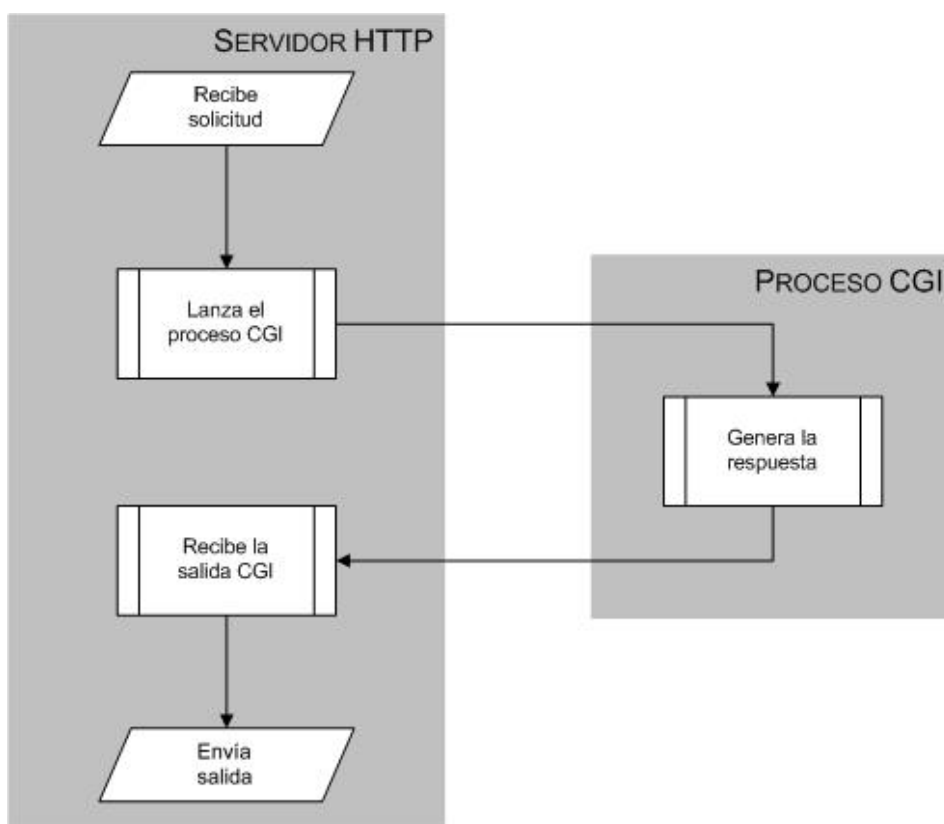 SERVIDOR HTTP
Recibe
solicitud
Lanza el
proceso CGI
PROCESO CGI
Genera la
respuesta
Recibe la
salida CGI
Envía
salida